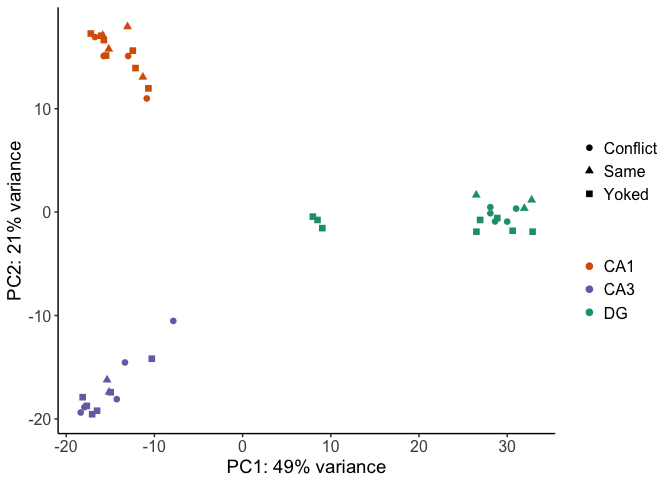 10
0
-10
-20
PC2: 21% variance
-20 -10 0 10 20 30
PC1: 49% variance
Conflict
Same
Yoked
CA1
CA3
DG